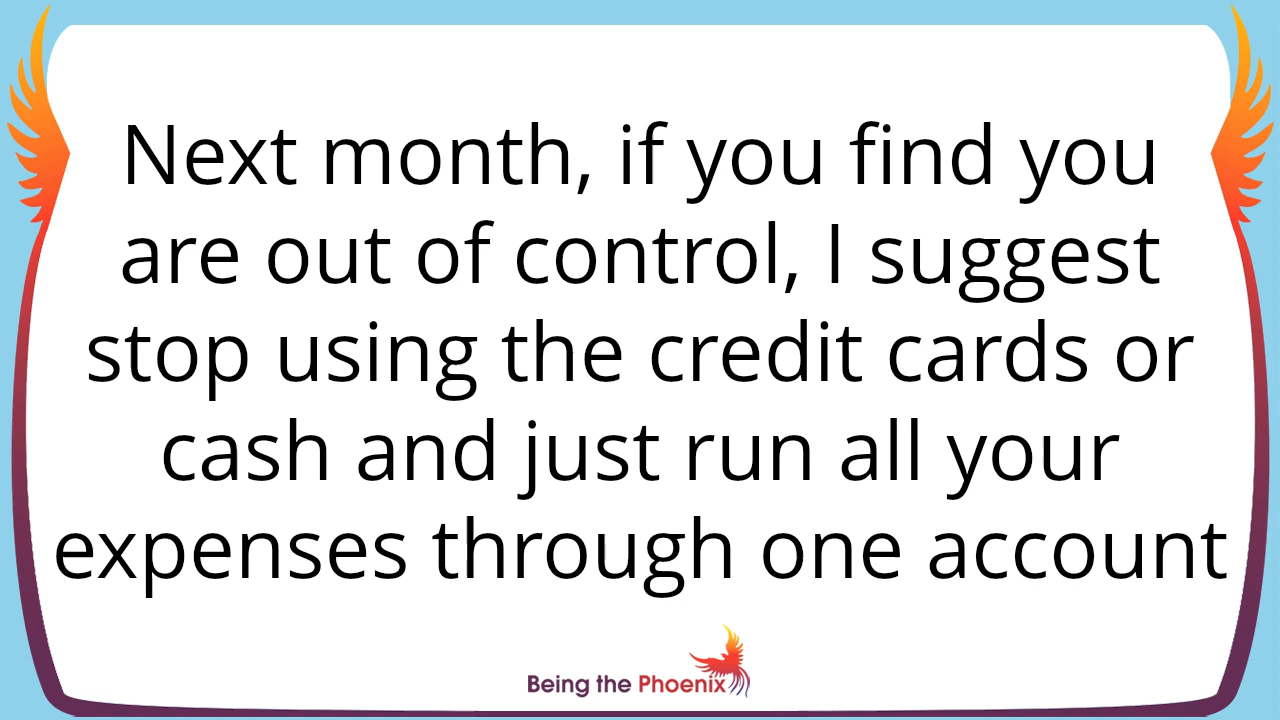 Next month, if you find you
are out of control, I suggest
stop using the credit cards or
cash and just run all your
expenses through one account
Being the Phoenix